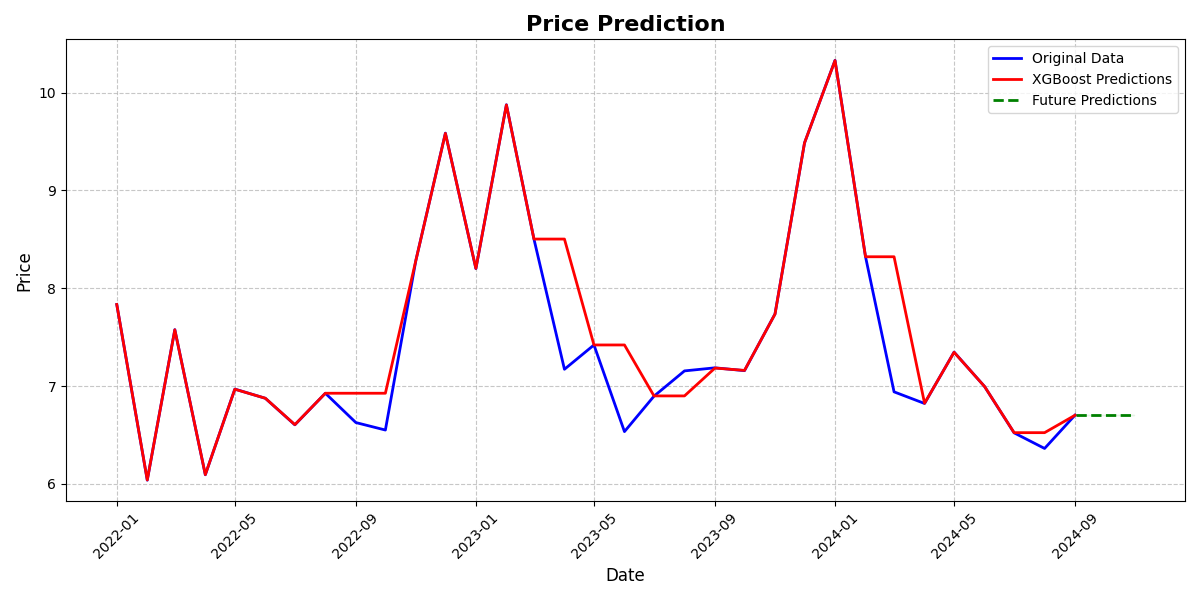 Price Prediction
Original Data
XGBoost Predictions
Future Predictions
Price
10
9
8
7
6
2022-01
2022-05
2022-09
2023-01
2023-05
2023-09
2024-01
2024-05
2024-09
Date